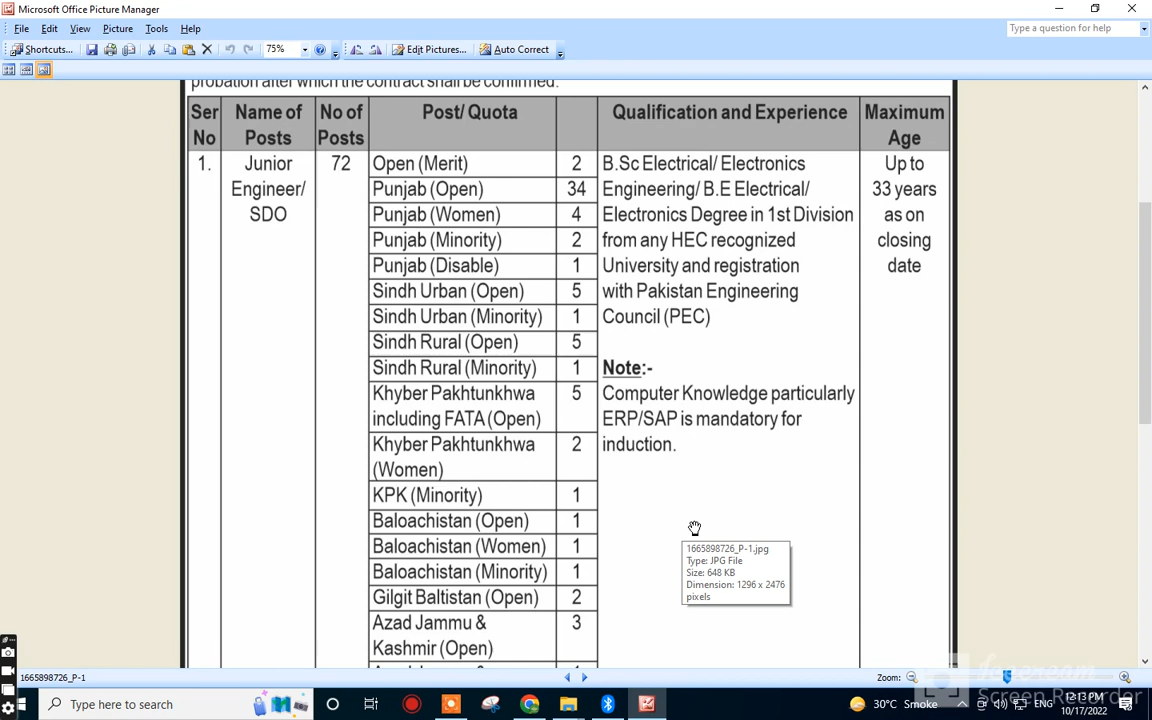 Microsoft Office Picture Manager
File Edit View Picture Tools Help
Type a question for help
Shortcuts... 75% Edit Pictures... Auto Correct
probation after which the contract shall be confirmed.
Ser No Name of Posts No of Posts Post/ Quota Qualification and Experience Maximum Age
1. Junior Engineer/ SDO 72
Open (Merit) 2
Punjab (Open) 34
Punjab (Women) 4
Punjab (Minority) 2
Punjab (Disable) 1
Sindh Urban (Open) 5
Sindh Urban (Minority) 1
Sindh Rural (Open) 5
Sindh Rural (Minority) 1
Khyber Pakhtunkhwa
including FATA (Open) 5
Khyber Pakhtunkhwa
(Women) 2
KPK (Minority) 1
Baloachistan (Open) 1
Baloachistan (Women) 1
Baloachistan (Minority) 1
Gilgit Baltistan (Open) 2
Azad Jammu &
Kashmir (Open) 3
B.Sc Electrical/ Electronics
Engineering/ B.E Electrical/
Electronics Degree in 1st Division
from any HEC recognized
University and registration
with Pakistan Engineering
Council (PEC)
Note:-
Computer Knowledge particularly
ERP/SAP is mandatory for
induction.
Up to
33 years
as on
closing
date
1665898726_P-1.jpg
Type: JPG File
Size: 648 KB
Dimension: 1296 x 2476
pixels
1665898726_P-1
Zoom:
Screen Recorder
Type here to search
30°C Smoke
ENG
12:13 PM
10/17/2022